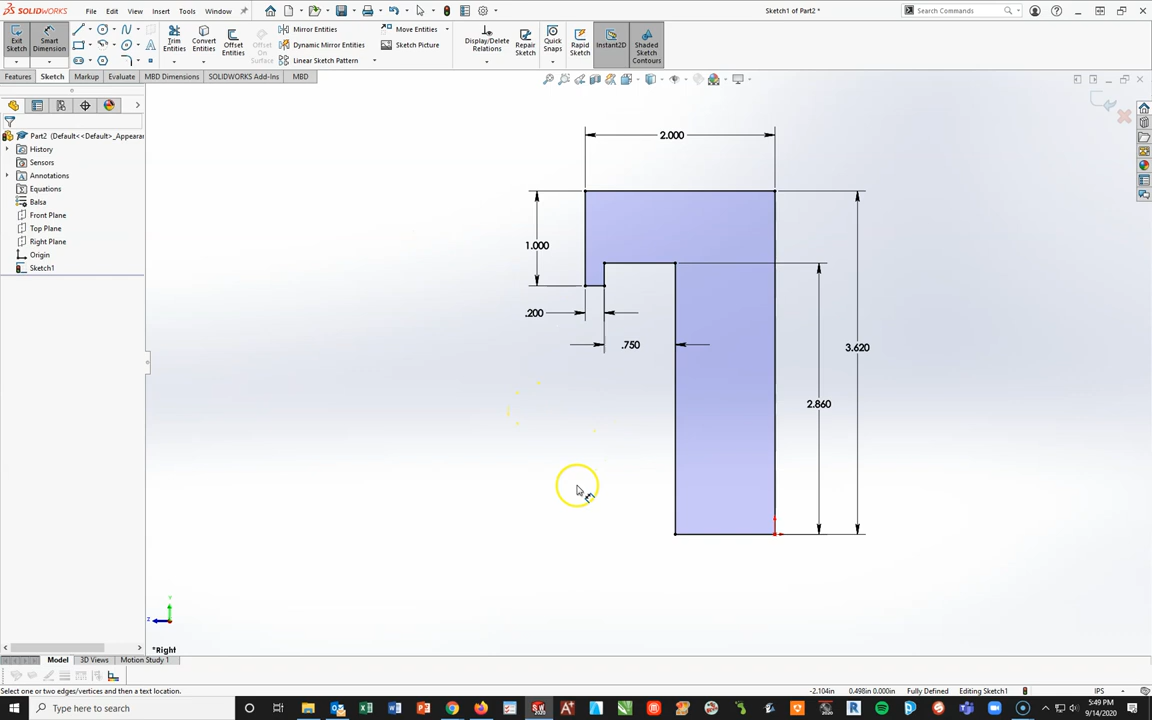 SOLIDWORKS
File
Edit
View
Insert
Tools
Window
Sketch1 of Part2 *
Search Commands
Exit Sketch
Smart Dimension
Trim Entities
Convert Entities
Offset Entities
Offset On Surface
Mirror Entities
Dynamic Mirror Entities
Linear Sketch Pattern
Move Entities
Sketch Picture
Display/Delete Relations
Repair Sketch
Quick Snaps
Rapid Sketch
Instant2D
Shaded Sketch Contours
Features
Sketch
Markup
Evaluate
MBD Dimensions
SOLIDWORKS Add-Ins
MBD
Part2 (Default<<Default>_Appearar
History
Sensors
Annotations
Equations
Balsa
Front Plane
Top Plane
Right Plane
Origin
Sketch1
2.000
1.000
.200
.750
3.620
2.860
Y
Z
*Right
Model
3D Views
Motion Study 1
Select one or two edges/vertices and then a text location.
-2.104in
0.498in 0.000in
Fully Defined
Editing Sketch1
IPS
Type here to search
5:49 PM
9/14/2020